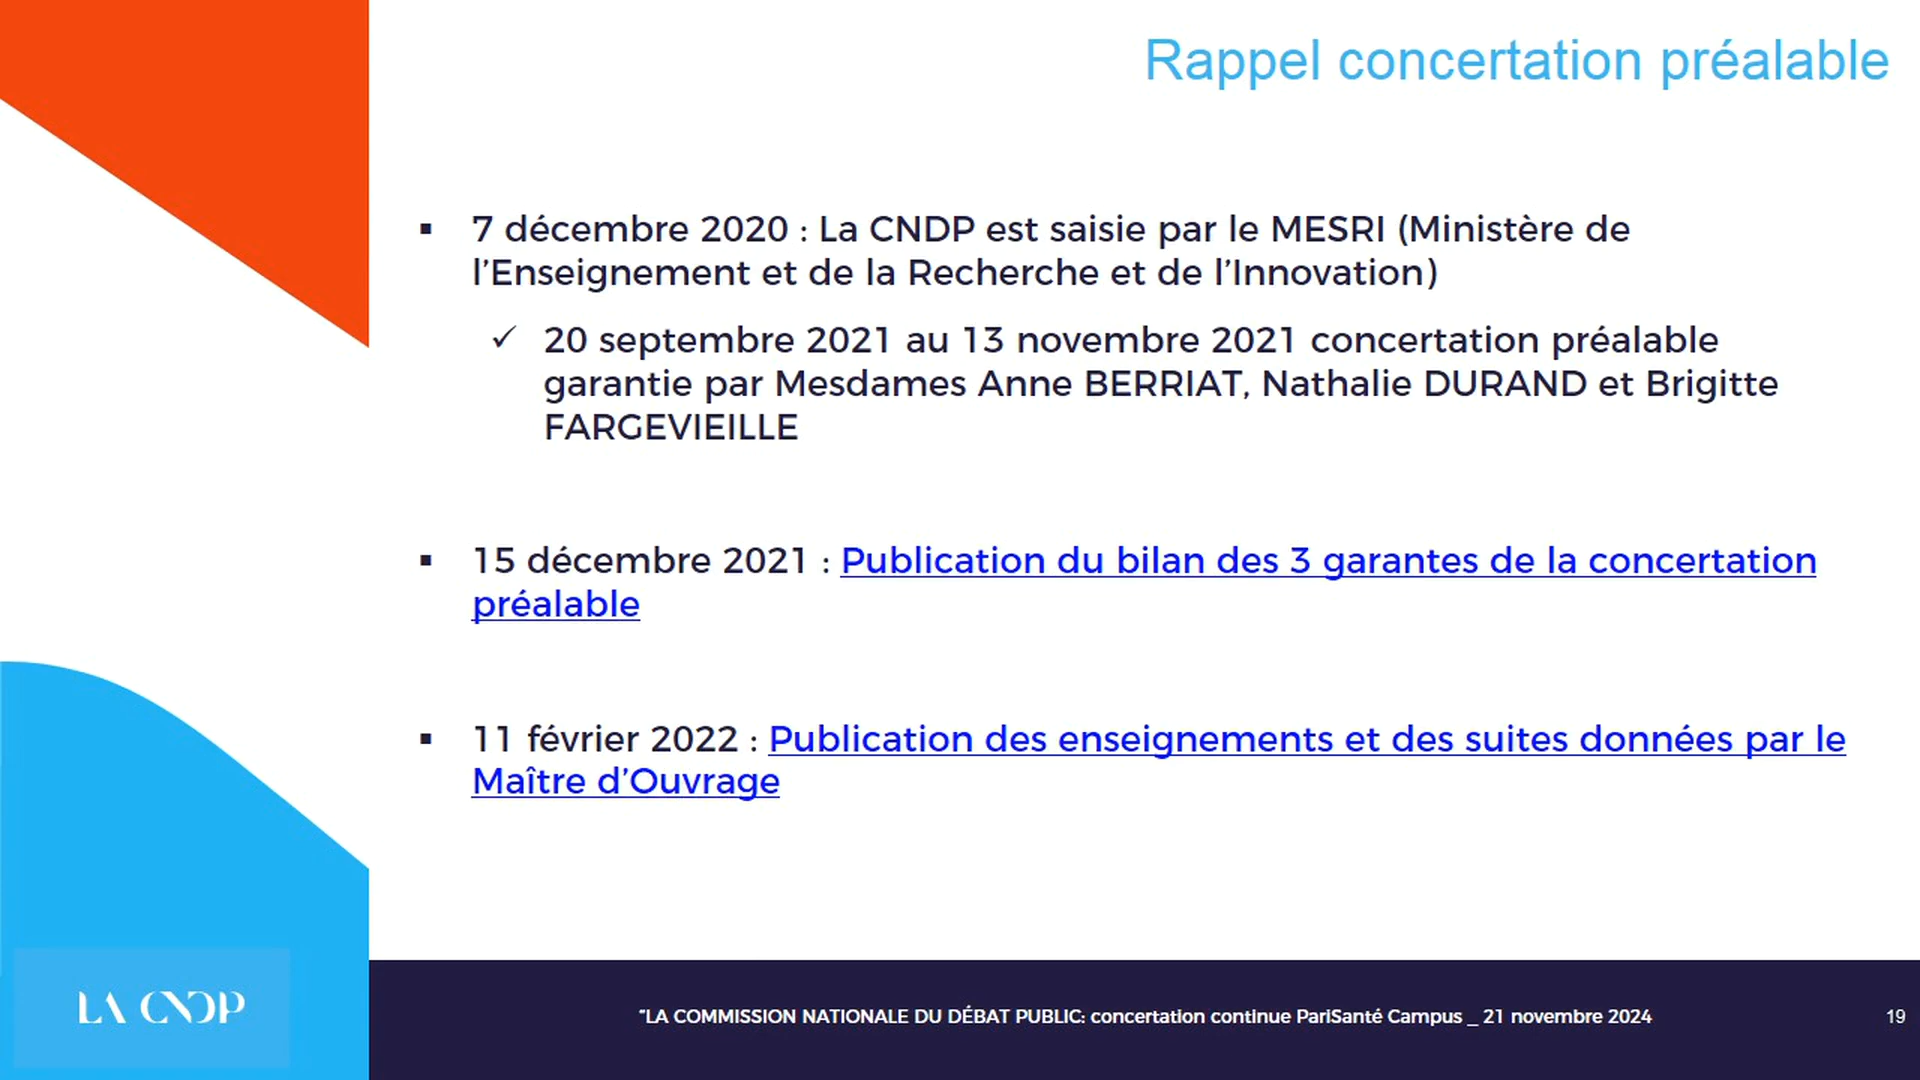 Rappel concertation préalable
▪ 7 décembre 2020 : La CNDP est saisie par le MESRI (Ministère de
l’Enseignement et de la Recherche et de l’Innovation)
✓ 20 septembre 2021 au 13 novembre 2021 concertation préalable
garantie par Mesdames Anne BERRIAT, Nathalie DURAND et Brigitte
FARGEVIEILLE
▪ 15 décembre 2021 : Publication du bilan des 3 garantes de la concertation
préalable
▪ 11 février 2022 : Publication des enseignements et des suites données par le
Maître d’Ouvrage
LA CNDP
"LA COMMISSION NATIONALE DU DÉBAT PUBLIC: concertation continue PariSanté Campus _ 21 novembre 2024
19